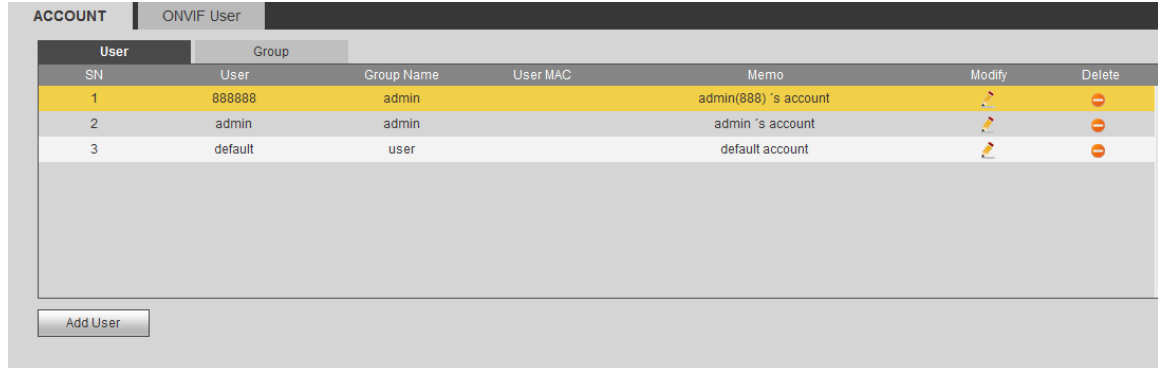 ACCOUNT ONVIF User
User Group
SN User Group Name User MAC Memo Modify Delete
1 888888 admin admin(888) ´s account
2 admin admin admin ´s account
3 default user default account
Add User